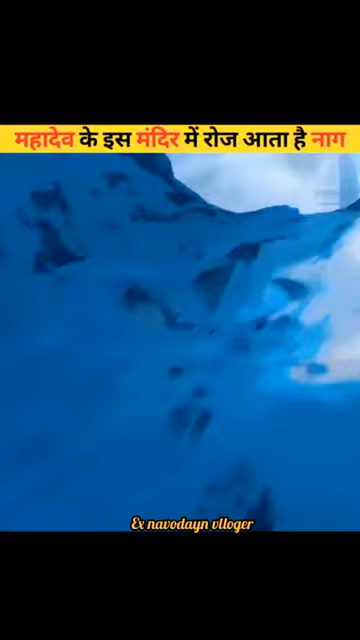 महादेव के इस मंदिर में रोज आता है नाग
Ex navodayn vlloger